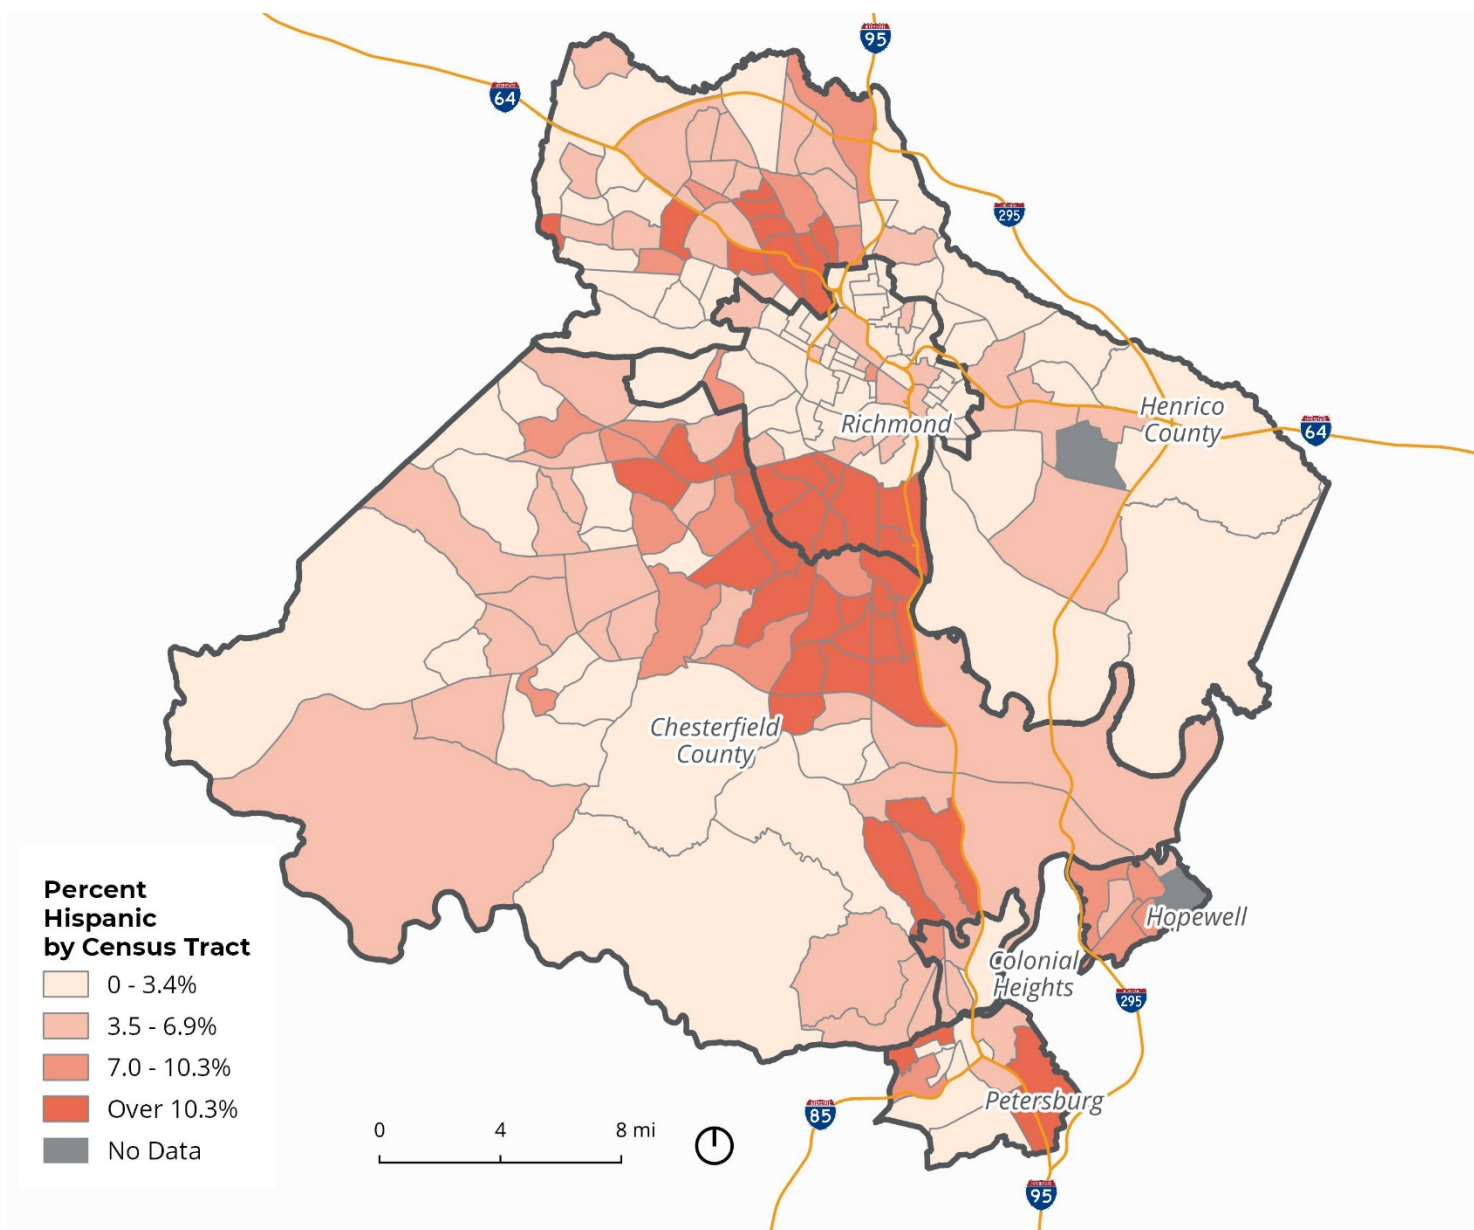 95
64
295
Richmond
Henrico
County
64
Chesterfield
County
Percent
Hispanic
by Census Tract
0 - 3.4%
3.5 - 6.9%
7.0 - 10.3%
Over 10.3%
No Data
Hopewell
Colonial
Heights
295
Petersburg
85
0 4 8 mi
95